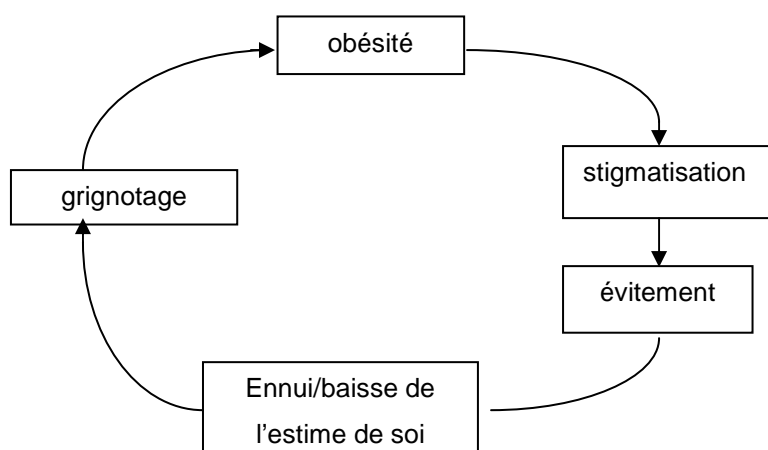 obésité
stigmatisation
grignotage
évitement
Ennui/baisse de
l’estime de soi